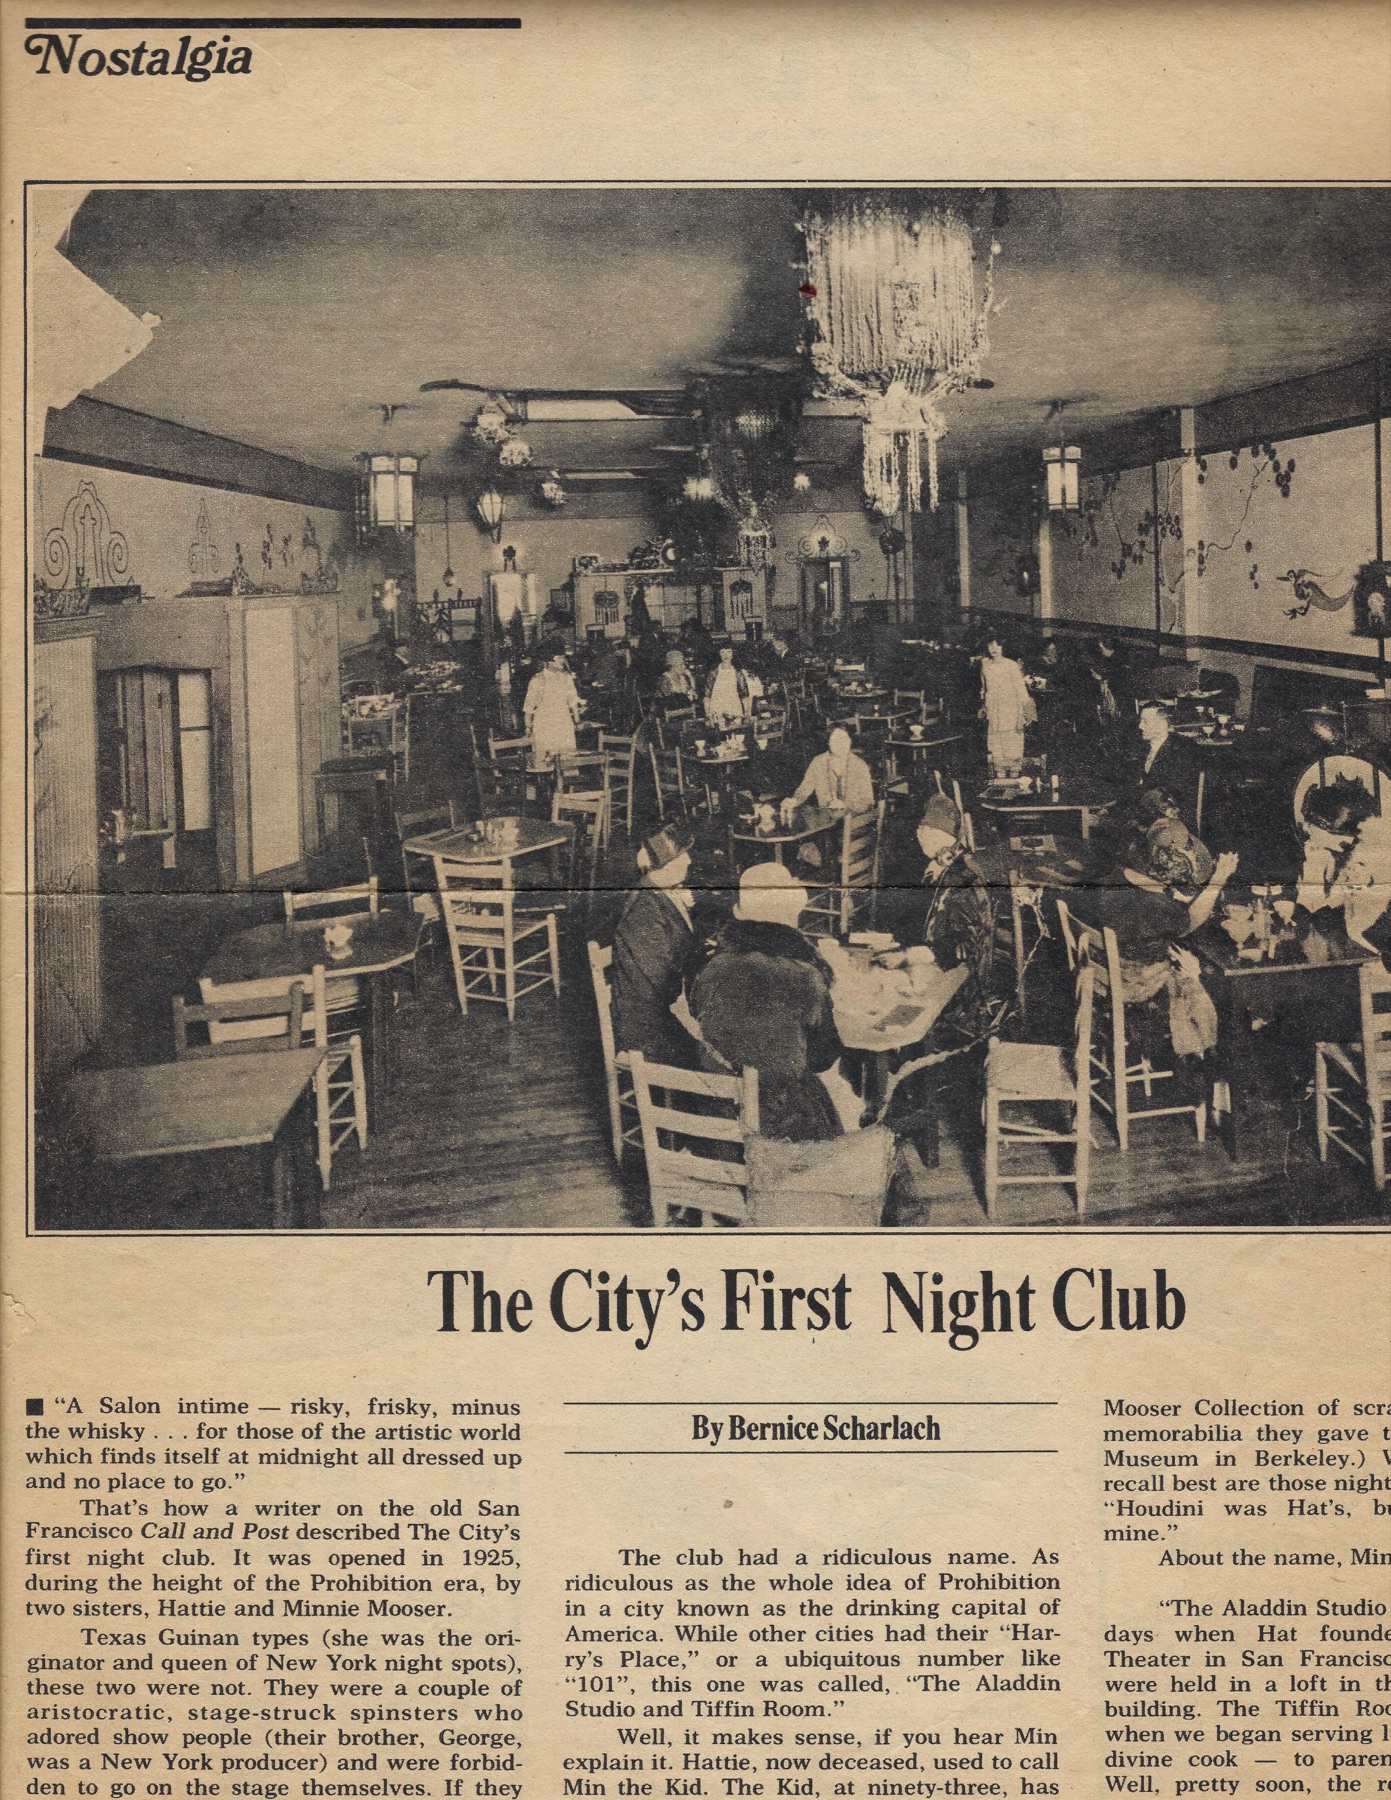 Nostalgia
The City's First Night Club
■ “A Salon intime — risky, frisky, minus
the whisky . . . for those of the artistic world
which finds itself at midnight all dressed up
and no place to go.”
That's how a writer on the old San
Francisco Call and Post described The City's
first night club. It was opened in 1925,
during the height of the Prohibition era, by
two sisters, Hattie and Minnie Mooser.
Texas Guinan types (she was the ori-
ginator and queen of New York night spots),
these two were not. They were a couple of
aristocratic, stage-struck spinsters who
adored show people (their brother, George,
was a New York producer) and were forbid-
den to go on the stage themselves. If they
By Bernice Scharlach
The club had a ridiculous name. As
ridiculous as the whole idea of Prohibition
in a city known as the drinking capital of
America. While other cities had their “Har-
ry's Place,” or a ubiquitous number like
“101”, this one was called, “The Aladdin
Studio and Tiffin Room.”
Well, it makes sense, if you hear Min
explain it. Hattie, now deceased, used to call
Min the Kid. The Kid, at ninety-three, has
Mooser Collection of scra
memorabilia they gave t
Museum in Berkeley.) W
recall best are those night
“Houdini was Hat's, bu
mine.”
About the name, Min
“The Aladdin Studio
days when Hat founde
Theater in San Francisc
were held in a loft in th
building. The Tiffin Roo
when we began serving l
divine cook — to paren
Well, pretty soon, the re